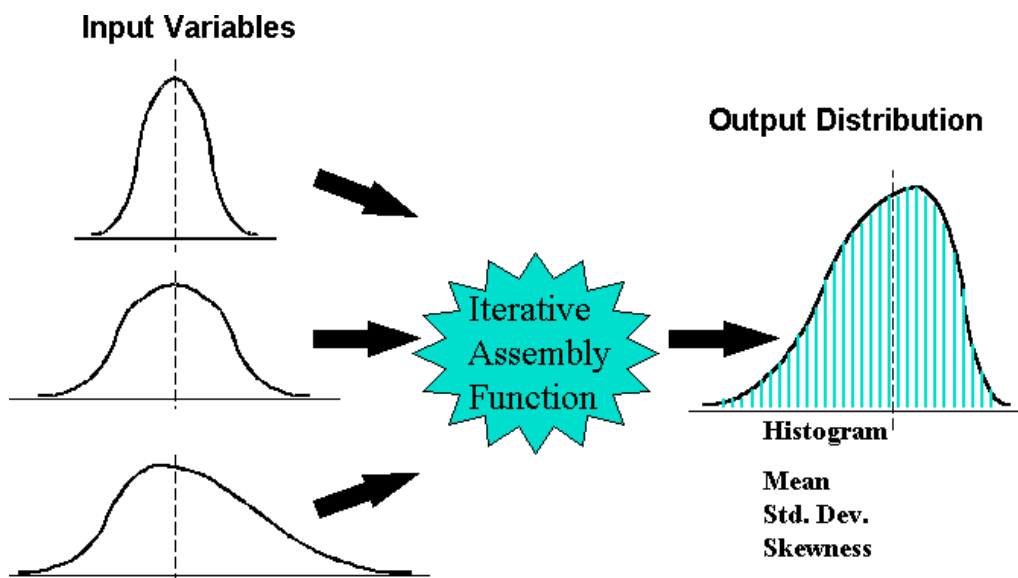 Input Variables
Output Distribution
Iterative
Assembly
Function
Histogram
Mean
Std. Dev.
Skewness